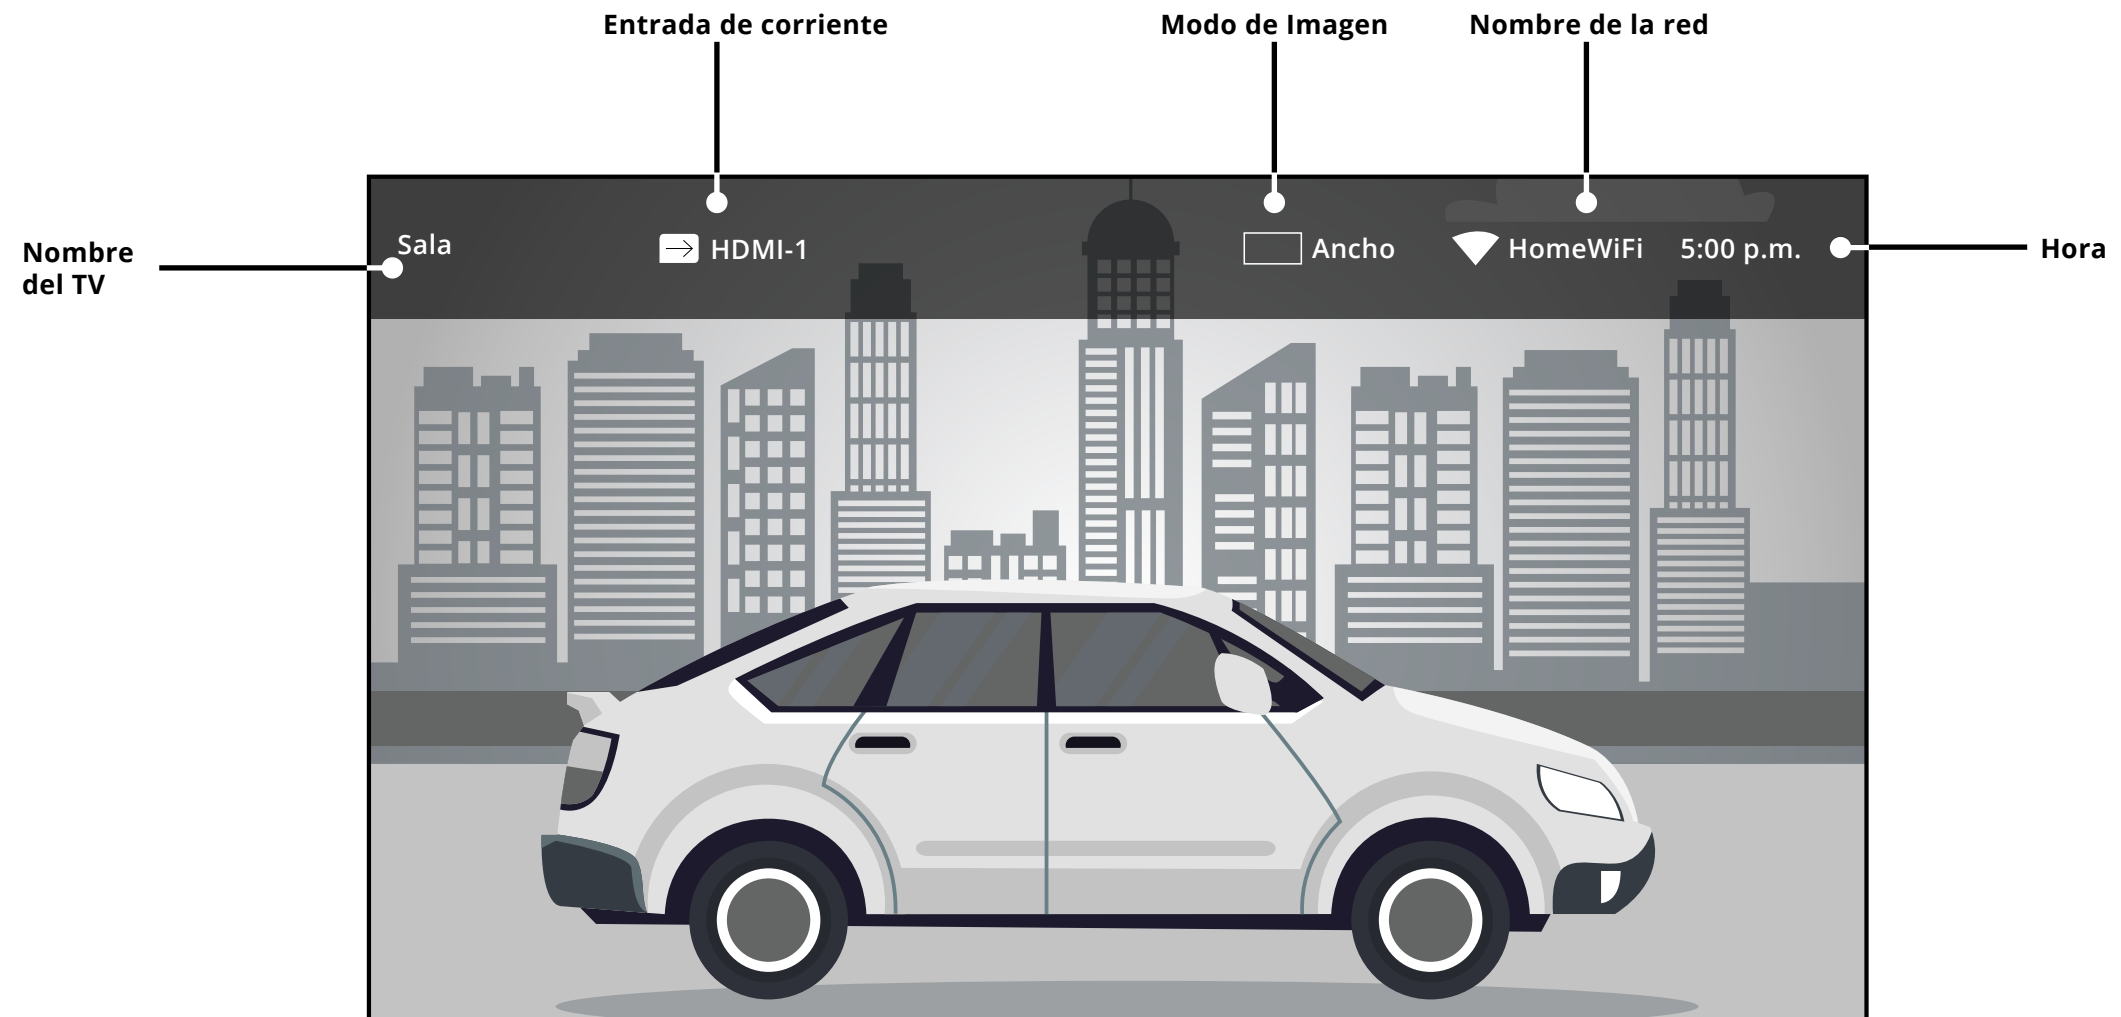 Entrada de corriente
Modo de Imagen
Nombre de la red
Nombre
del TV
Sala
HDMI-1
Ancho
HomeWiFi
5:00 p.m.
Hora